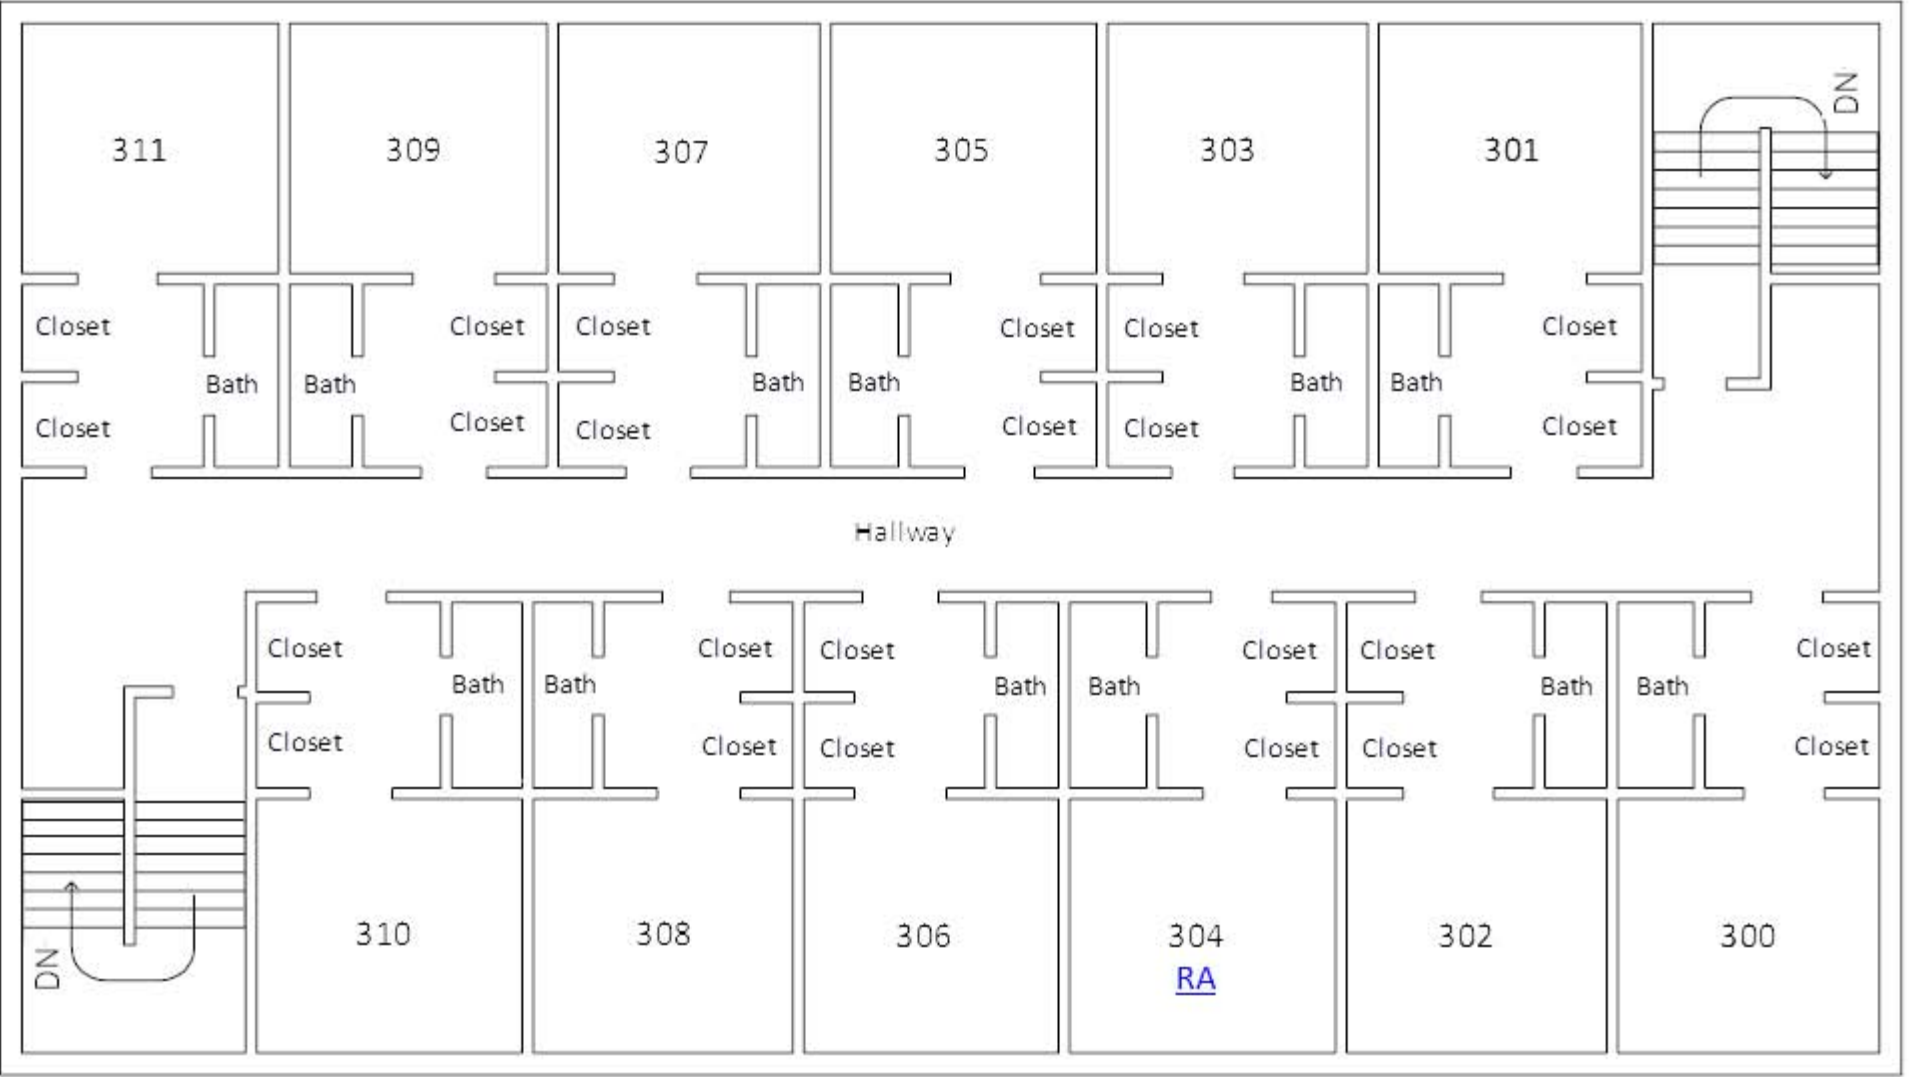 DN
311 309 307 305 303 301
Closet Closet Closet Closet Closet Closet
Bath Bath Bath Bath Bath Bath
Closet Closet Closet Closet Closet Closet
Hallway
Closet Closet Closet Closet Closet Closet
Bath Bath Bath Bath Bath Bath
Closet Closet Closet Closet Closet Closet
310 308 306 304 302 300
DN
RA